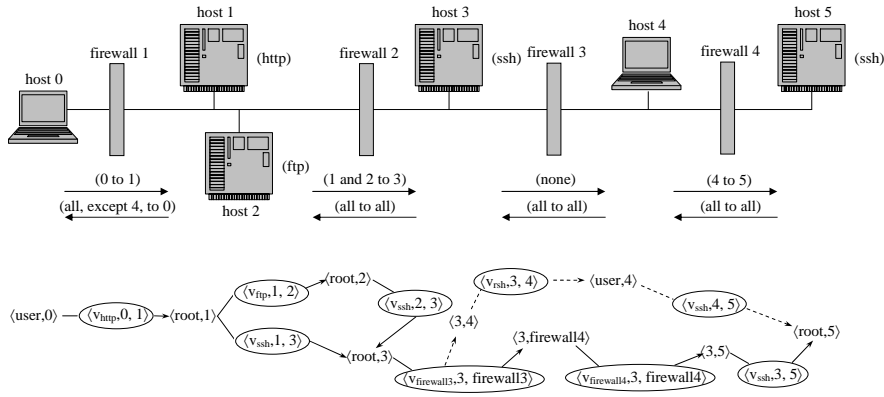 host 1
host 3
host 5
host 4
firewall 1
firewall 2
firewall 3
firewall 4
(http)
(ssh)
(ssh)
host 0
(ftp)
host 2
(0 to 1)
(1 and 2 to 3)
(none)
(4 to 5)
(all, except 4, to 0)
(all to all)
(all to all)
(all to all)
⟨user,0⟩
⟨v_http,0, 1⟩
⟨root,1⟩
⟨v_ftp,1, 2⟩
⟨root,2⟩
⟨v_ssh,2, 3⟩
⟨v_ssh,1, 3⟩
⟨root,3⟩
⟨3,4⟩
⟨v_rsh,3, 4⟩
⟨user,4⟩
⟨v_ssh,4, 5⟩
⟨root,5⟩
⟨v_firewall3,3, firewall3⟩
⟨3,firewall4⟩
⟨v_firewall4,3, firewall4⟩
⟨3,5⟩
⟨v_ssh,3, 5⟩